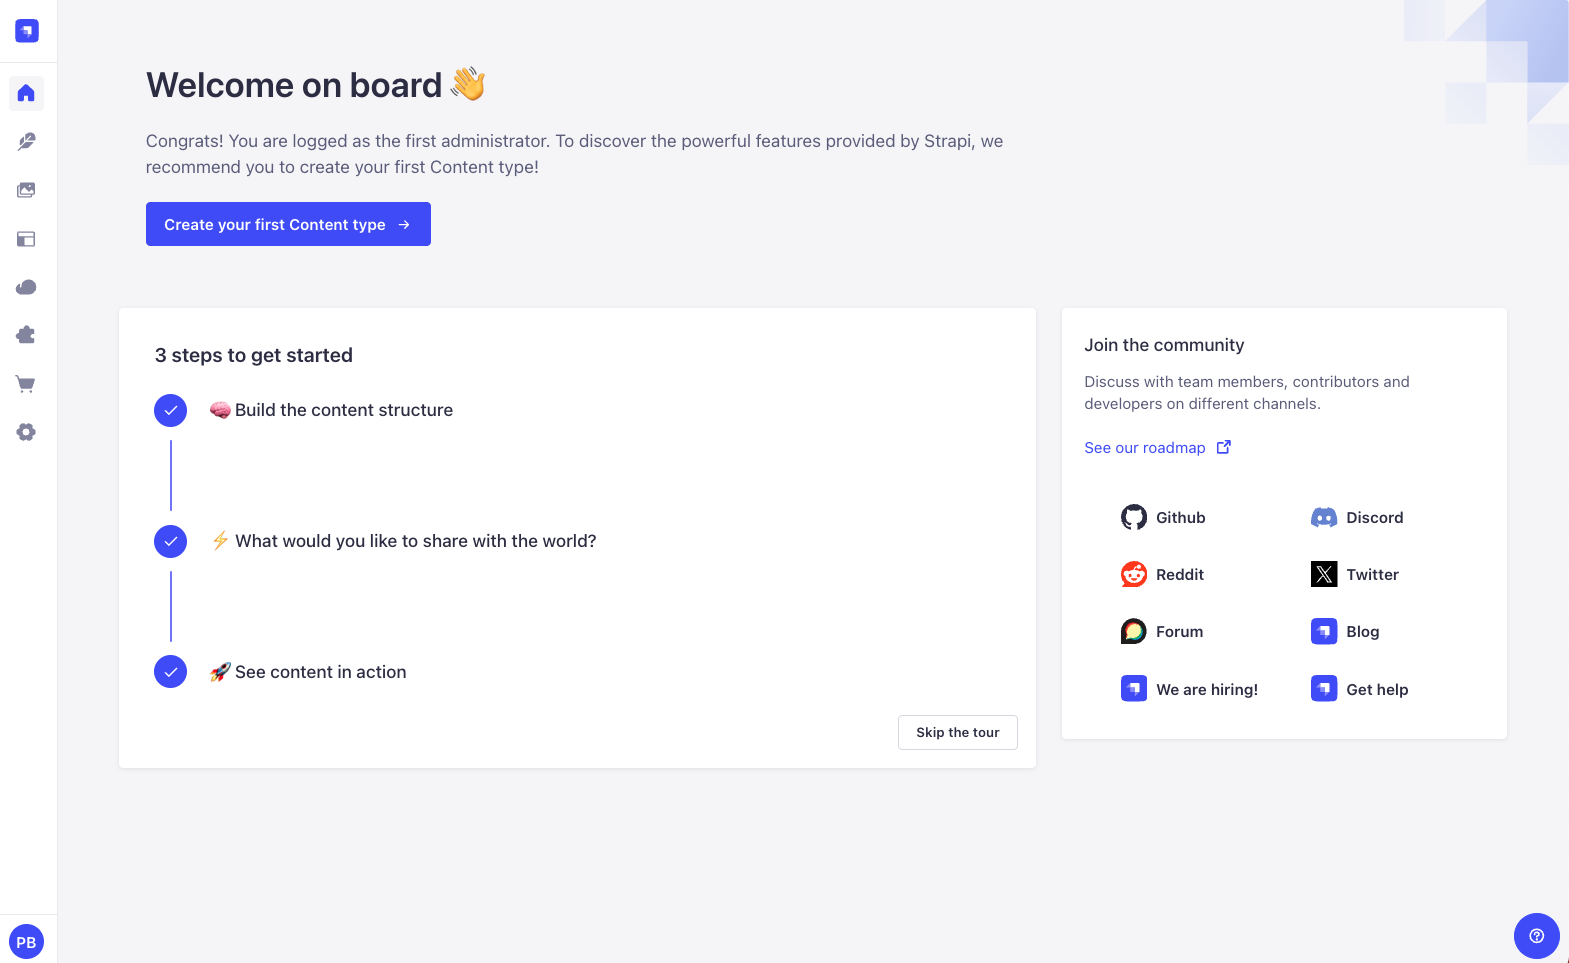 Welcome on board 👋
Congrats! You are logged as the first administrator. To discover the powerful features provided by Strapi, we
recommend you to create your first Content type!
Create your first Content type
3 steps to get started
🧠 Build the content structure
⚡️ What would you like to share with the world?
🚀 See content in action
Skip the tour
Join the community
Discuss with team members, contributors and
developers on different channels.
See our roadmap
Github
Discord
Reddit
Twitter
Forum
Blog
We are hiring!
Get help
PB